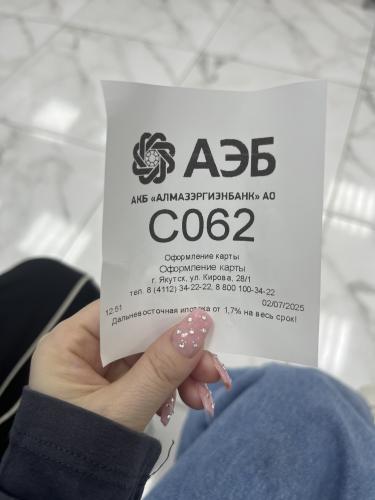 АЭБ
АКБ «АЛМАЗЭРГИЭНБАНК» АО
C062
Оформление карты
Оформление карты
г. Якутск, ул. Кирова, 28/1
тел. 8 (4112) 34-22-22, 8 800 100-34-22
12:51 02/07/2025
Дальневосточная ипотека от 1,7% на весь срок!